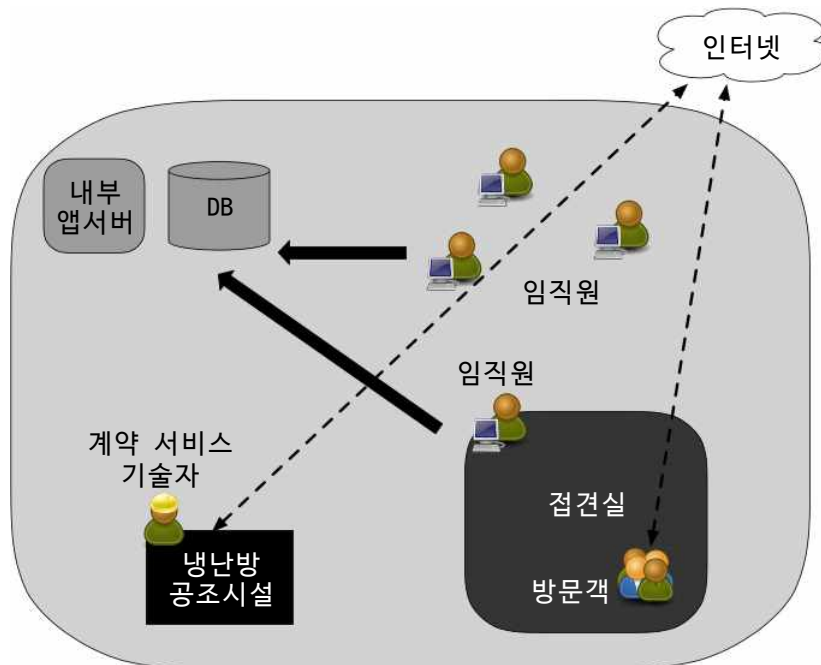 인터넷
내부
앱서버
DB
임직원
임직원
계약 서비스
기술자
접견실
냉난방
공조시설
방문객